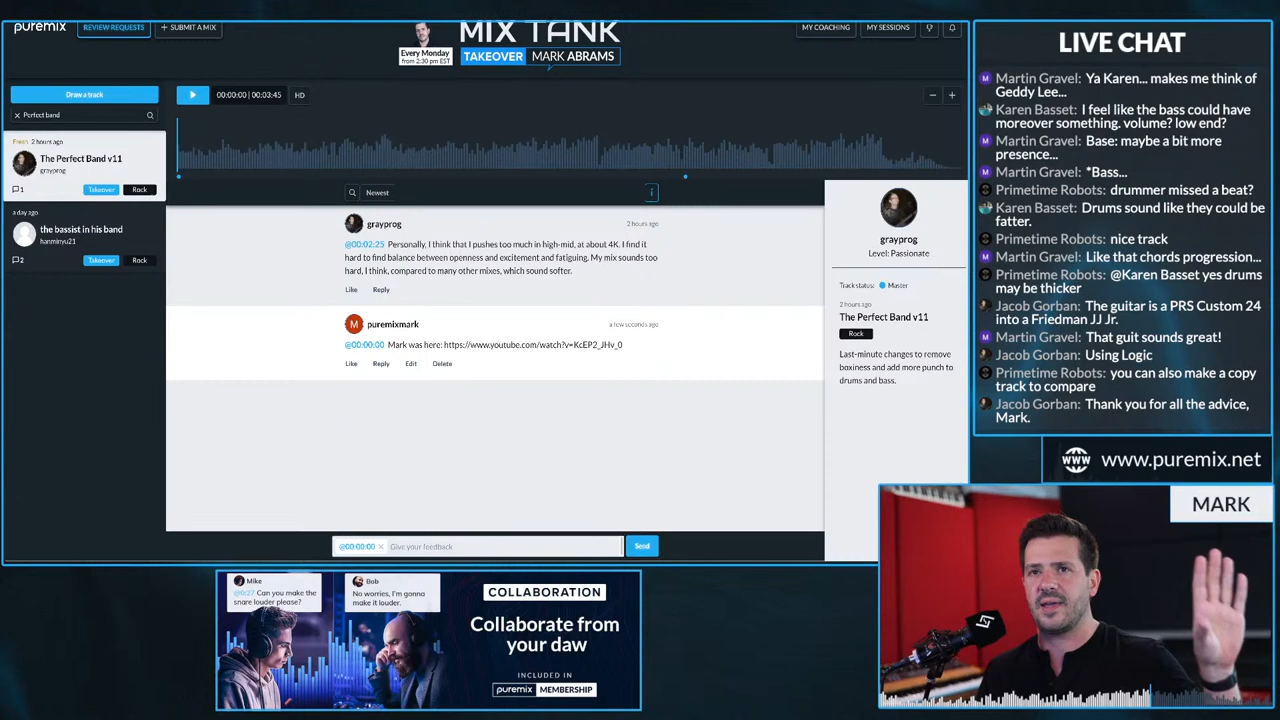 puremix
REVIEW REQUESTS
+ SUBMIT A MIX
Every Monday
from 2:30 pm EST
MIX TANK
TAKEOVER MARK ABRAMS
MY COACHING
MY SESSIONS
Draw a track
× Perfect band
Fresh 2 hours ago
The Perfect Band v11
grayprog
1
Takeover
Rock
a day ago
the bassist in his band
hanminyu21
2
Takeover
Rock
00:00:00 | 00:03:45
HD
Newest
i
grayprog
2 hours ago
@00:02:25 Personally, I think that I pushes too much in high-mid, at about 4K. I find it
hard to find balance between openness and excitement and fatiguing. My mix sounds too
hard, I think, compared to many other mixes, which sound softer.
Like Reply
M
puremixmark
a few seconds ago
@00:00:00 Mark was here: https://www.youtube.com/watch?v=KcEP2_JHv_0
Like Reply Edit Delete
@00:00:00 × Give your feedback
Send
grayprog
Level: Passionate
Track status: Master
2 hours ago
The Perfect Band v11
Rock
Last-minute changes to remove
boxiness and add more punch to
drums and bass.
LIVE CHAT
M Martin Gravel: Ya Karen... makes me think of
Geddy Lee...
Karen Basset: I feel like the bass could have
moreover something. volume? low end?
M Martin Gravel: Base: maybe a bit more
presence...
M Martin Gravel: *Bass...
Primetime Robots: drummer missed a beat?
Karen Basset: Drums sound like they could be
fatter.
Primetime Robots: nice track
M Martin Gravel: Like that chords progression...
Primetime Robots: @Karen Basset yes drums
may be thicker
Jacob Gorban: The guitar is a PRS Custom 24
into a Friedman JJ Jr.
M Martin Gravel: That guit sounds great!
Jacob Gorban: Using Logic
Primetime Robots: you can also make a copy
track to compare
Jacob Gorban: Thank you for all the advice,
Mark.
www www.puremix.net
MARK
Mike
@0:27 Can you make the
snare louder please?
Bob
No worries, I'm gonna
make it louder.
COLLABORATION
Collaborate from
your daw
INCLUDED IN
puremix MEMBERSHIP